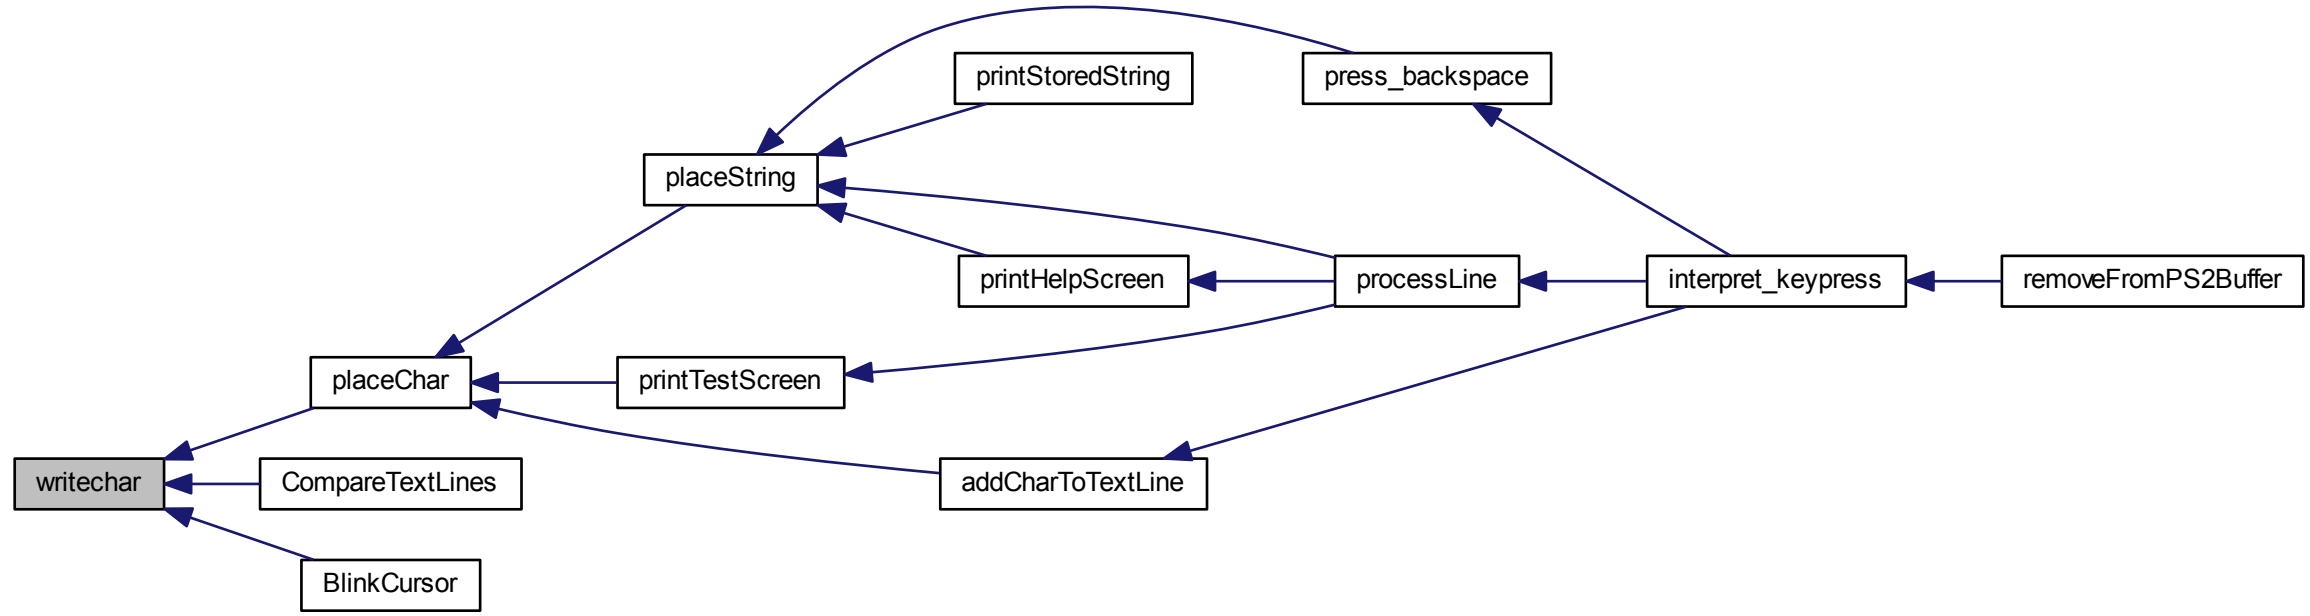 printStoredString
press_backspace
placeString
printHelpScreen
processLine
interpret_keypress
removeFromPS2Buffer
placeChar
printTestScreen
writechar
CompareTextLines
addCharToTextLine
BlinkCursor